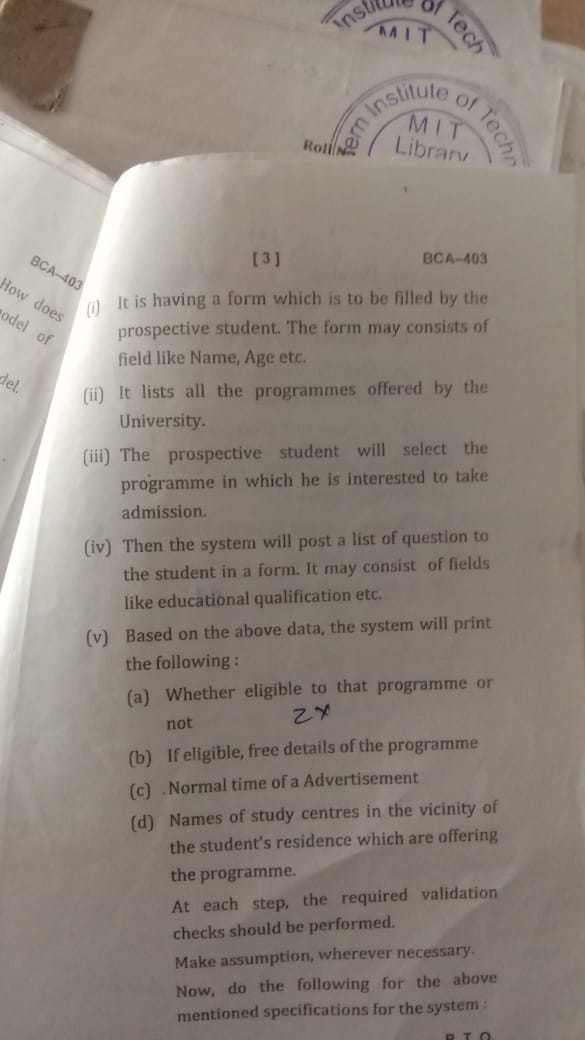 Institute of Tech
MIT
ern Institute of Techn
MIT
Library
Roll N
BCA–403
How does
odel of
del.
[ 3 ] BCA–403
(i) It is having a form which is to be filled by the
prospective student. The form may consists of
field like Name, Age etc.
(ii) It lists all the programmes offered by the
University.
(iii) The prospective student will select the
programme in which he is interested to take
admission.
(iv) Then the system will post a list of question to
the student in a form. It may consist of fields
like educational qualification etc.
(v) Based on the above data, the system will print
the following :
(a) Whether eligible to that programme or
not
(b) If eligible, free details of the programme
(c) Normal time of a Advertisement
(d) Names of study centres in the vicinity of
the student's residence which are offering
the programme.
At each step, the required validation
checks should be performed.
Make assumption, wherever necessary.
Now, do the following for the above
mentioned specifications for the system :
P. T. O.